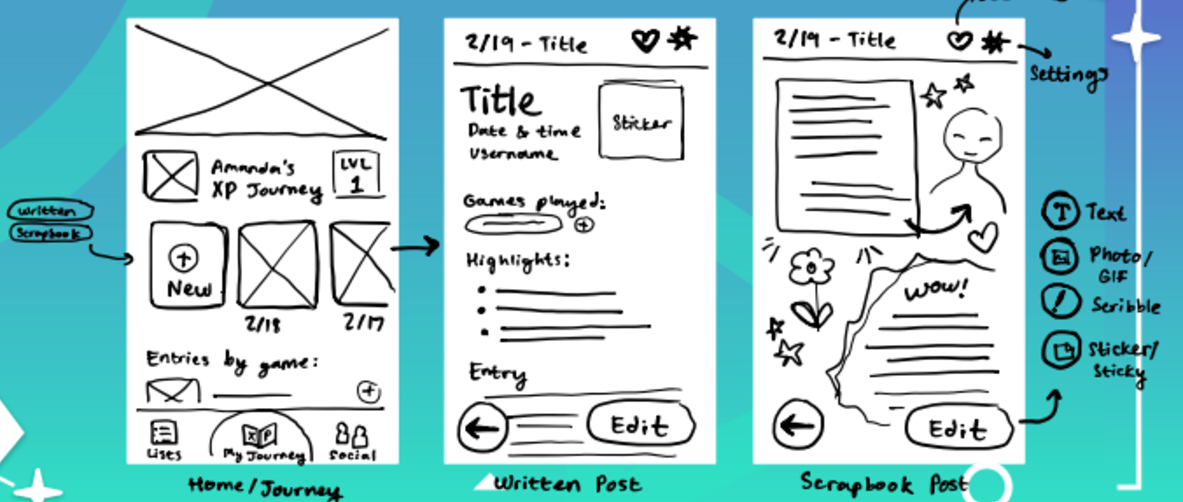 Amanda's
XP Journey
LVL
1
Written
Scrapbook
New
2/18
2/17
Entries by game:
Lists
XP
My Journey
Social
Home/Journey
2/19 - Title
Title
Date & time
Username
Sticker
Games played:
Highlights:
Entry
Edit
Written Post
2/19 - Title
Settings
wow!
Edit
Scrapbook Post
T
Text
Photo/
GIF
Scribble
Sticker/
Sticky